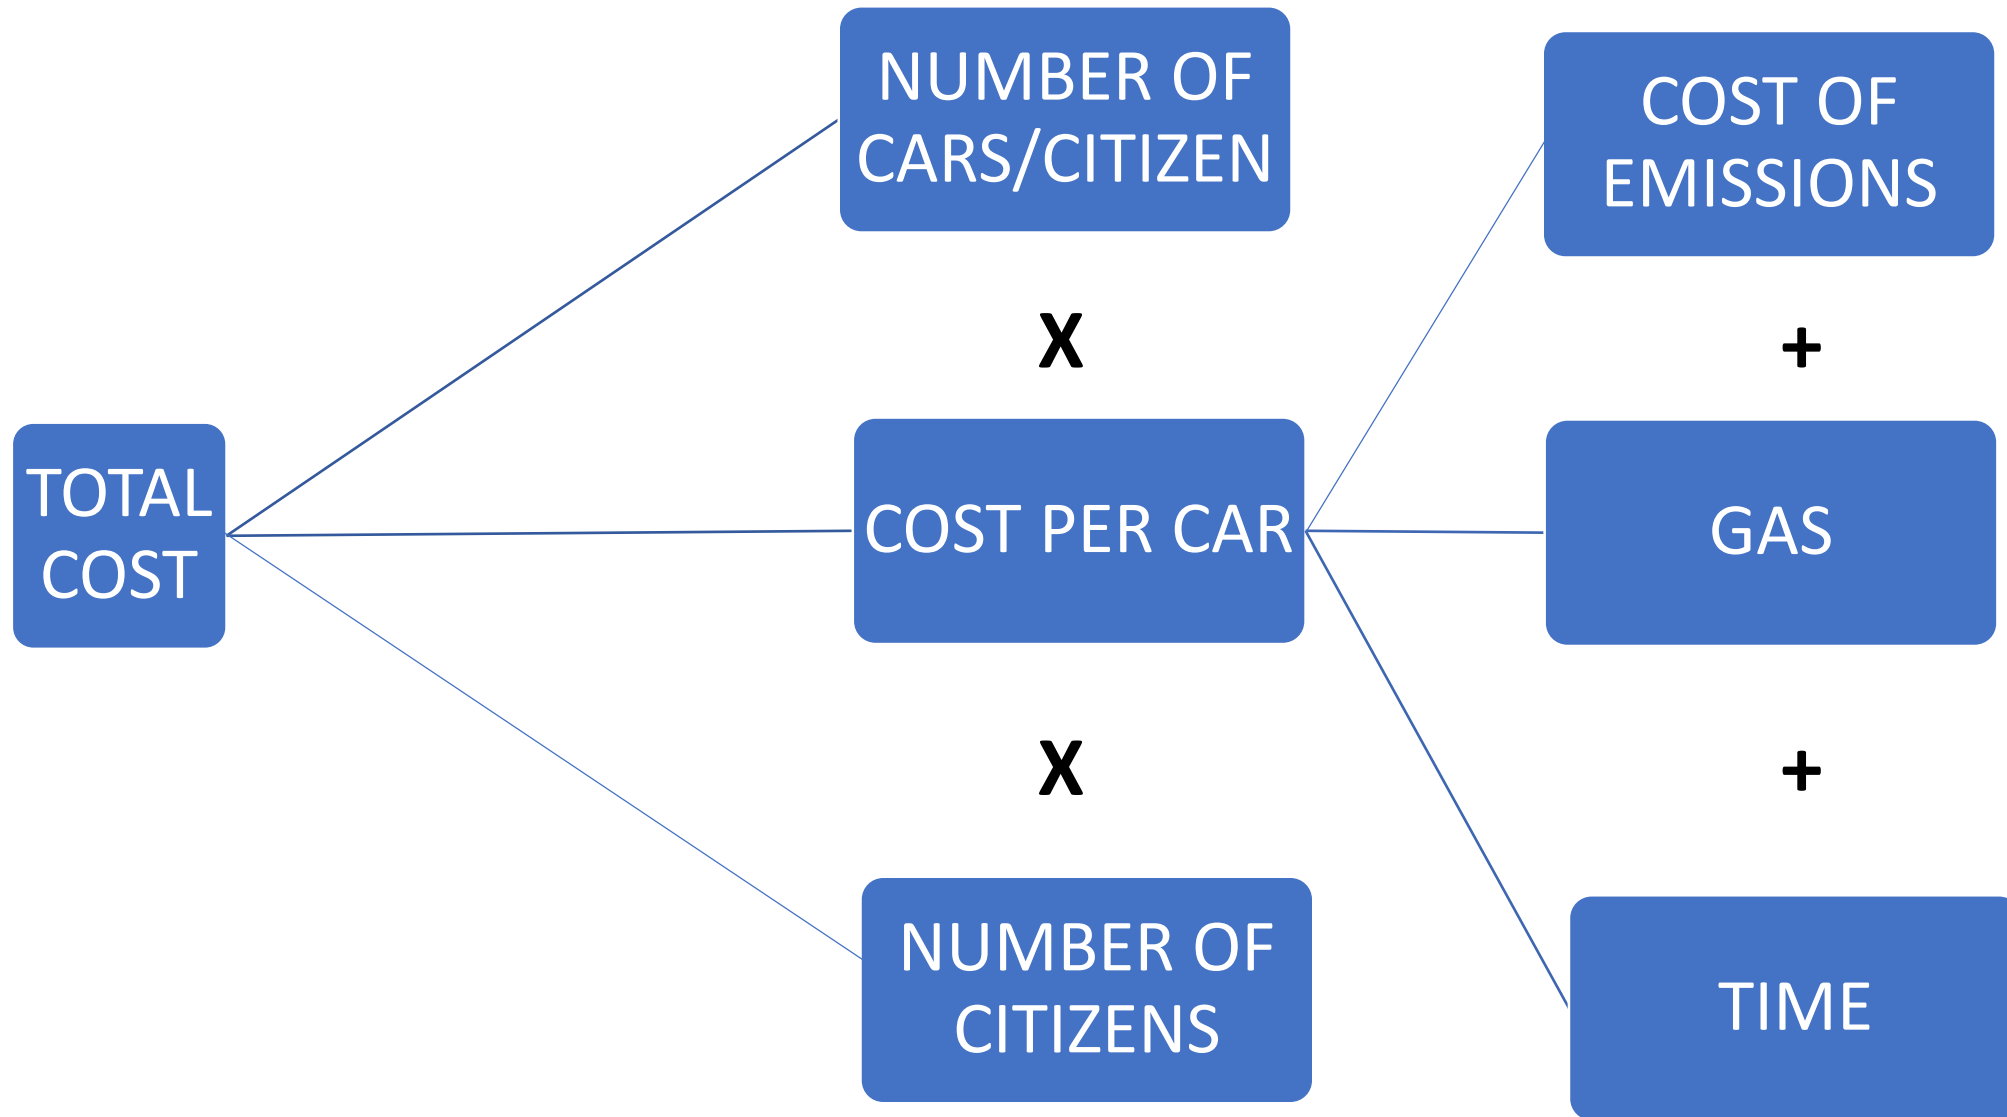 TOTAL
COST
NUMBER OF
CARS/CITIZEN
X
COST PER CAR
X
NUMBER OF
CITIZENS
COST OF
EMISSIONS
+
GAS
+
TIME